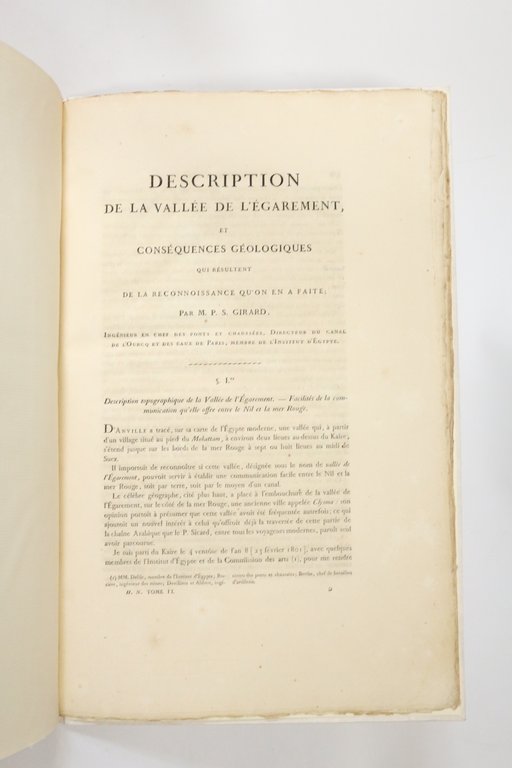 DESCRIPTION
DE LA VALLÉE DE L'ÉGAREMENT,
ET
CONSÉQUENCES GÉOLOGIQUES
QUI RÉSULTENT
DE LA RECONNOISSANCE QU'ON EN A FAITE;
PAR M. P. S. GIRARD,
INGÉNIEUR EN CHEF DES PONTS ET CHAUSSÉES, DIRECTEUR DU CANAL
DE L'OURCQ ET DES EAUX DE PARIS, MEMBRE DE L'INSTITUT D'ÉGYPTE.
§. I.er
Description topographique de la Vallée de l'Égarement. — Facilités de la com-
munication qu'elle offre entre le Nil et la mer Rouge.
D'ANVILLE a tracé, sur sa carte de l'Égypte moderne, une vallée qui, à partir
d'un village situé au pied du Mokattam, à environ deux lieues au-dessus du Kaire,
s'étend jusque sur les bords de la mer Rouge à sept ou huit lieues au midi de
Suez.
Il importoit de reconnoître si cette vallée, désignée sous le nom de vallée de
l'Égarement, pouvoit servir à établir une communication facile entre le Nil et la
mer Rouge, soit par terre, soit par le moyen d'un canal.
Le célèbre géographe, cité plus haut, a placé à l'embouchure de la vallée de
l'Égarement, sur le côté de la mer Rouge, une ancienne ville appelée Clysma: son
opinion portoit à présumer que cette vallée avoit été fréquentée autrefois; ce qui
ajoutoit un nouvel intérêt à celui qu'offroit déjà la traversée de cette partie de
la chaîne Arabique que le P. Sicard, entre tous les voyageurs modernes, paroît seul
avoir parcourue.
Je suis parti du Kaire le 4 ventôse de l'an 8 [23 février 1801], avec quelques
membres de l'Institut d'Égypte et de la Commission des arts (1), pour me rendre
(1) MM. Delile, membre de l'Institut d'Égypte; Ro-
zière, ingénieur des mines; Devilliers et Alibert, ingé-
nieurs des ponts et chaussées; Berthe, chef de bataillon
d'artillerie.
H. N. TOME II.